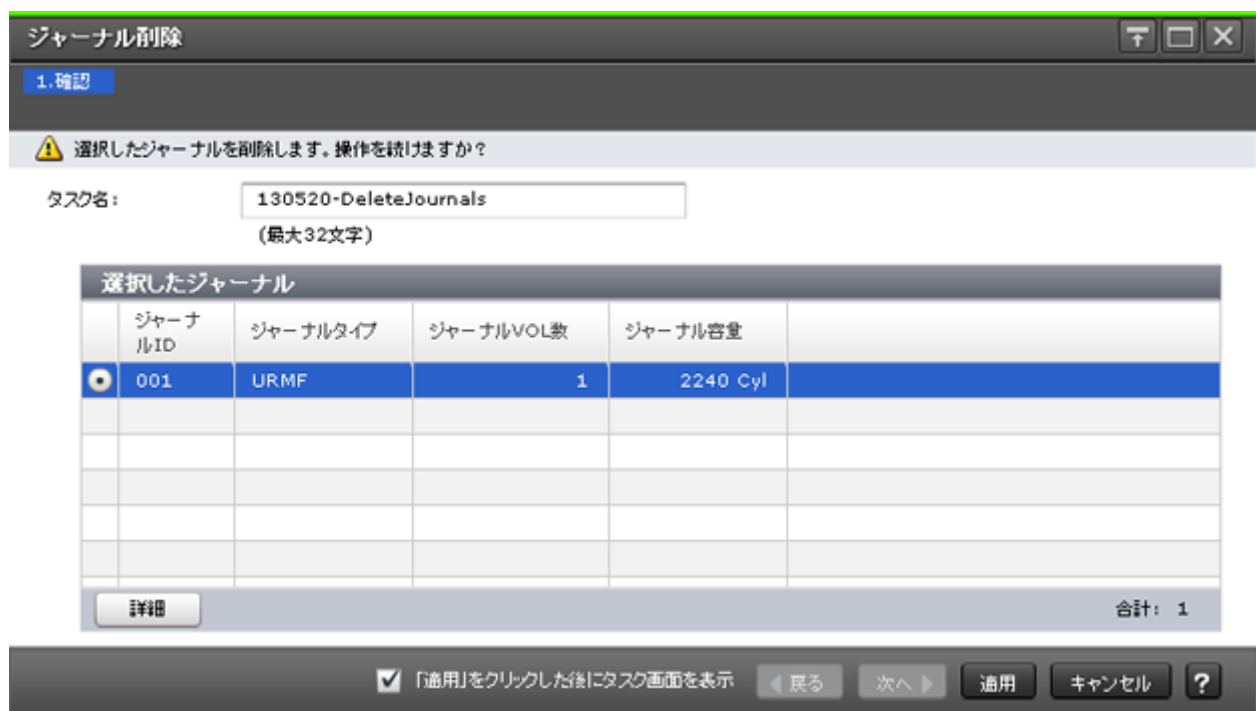 ジャーナル削除
1.確認
選択したジャーナルを削除します。操作を続けますか？
タスク名: 130520-DeleteJournals
(最大32文字)
選択したジャーナル
ジャーナルID ジャーナルタイプ ジャーナルVOL数 ジャーナル容量
001 URMF 1 2240 Cyl
詳細 合計: 1
「適用」をクリックした後にタスク画面を表示 戻る 次へ 適用 キャンセル ?